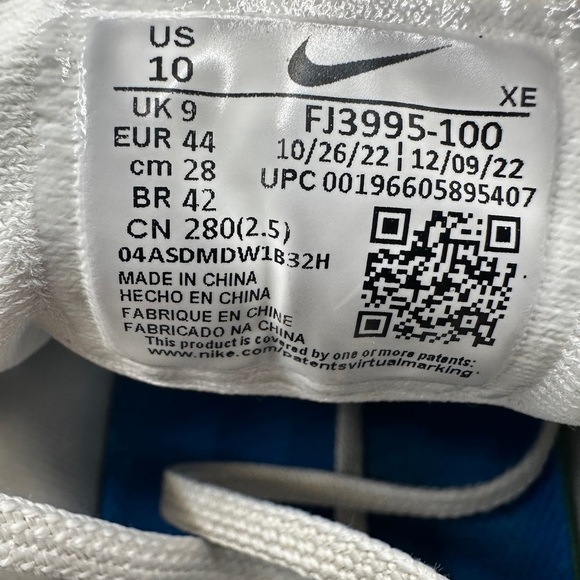 US
10
XE
UK 9
FJ3995-100
EUR 44
10/26/22 | 12/09/22
cm 28
UPC 00196605895407
BR 42
CN 280(2.5)
04ASDMDW1B32H
MADE IN CHINA
HECHO EN CHINA
FABRIQUE EN CHINE
FABRICADO NA CHINA
This product is covered by one or more patents:
www.nike.com/patentsvirtualmarking